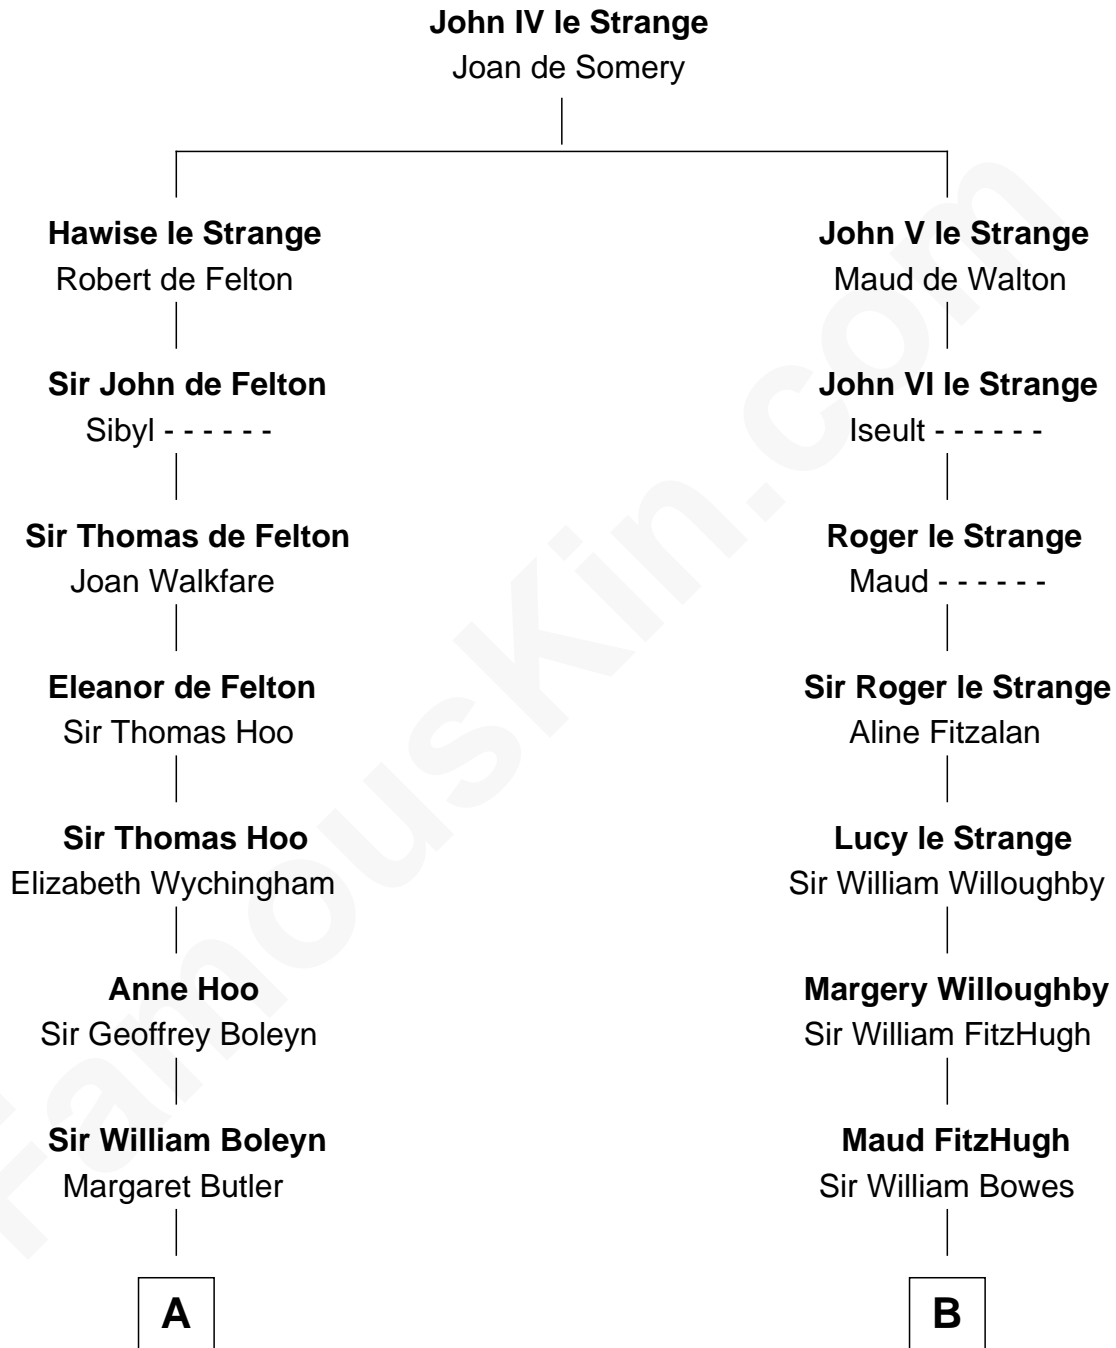 John IV le Strange
Joan de Somery
Hawise le Strange
Robert de Felton
John V le Strange
Maud de Walton
Sir John de Felton
Sibyl - - - - - -
John VI le Strange
Iseult - - - - - -
Sir Thomas de Felton
Joan Walkfare
Roger le Strange
Maud - - - - - -
Eleanor de Felton
Sir Thomas Hoo
Sir Roger le Strange
Aline Fitzalan
Sir Thomas Hoo
Elizabeth Wychingham
Lucy le Strange
Sir William Willoughby
Anne Hoo
Sir Geoffrey Boleyn
Margery Willoughby
Sir William FitzHugh
Sir William Boleyn
Margaret Butler
Maud FitzHugh
Sir William Bowes
A
B
FamousKin.com